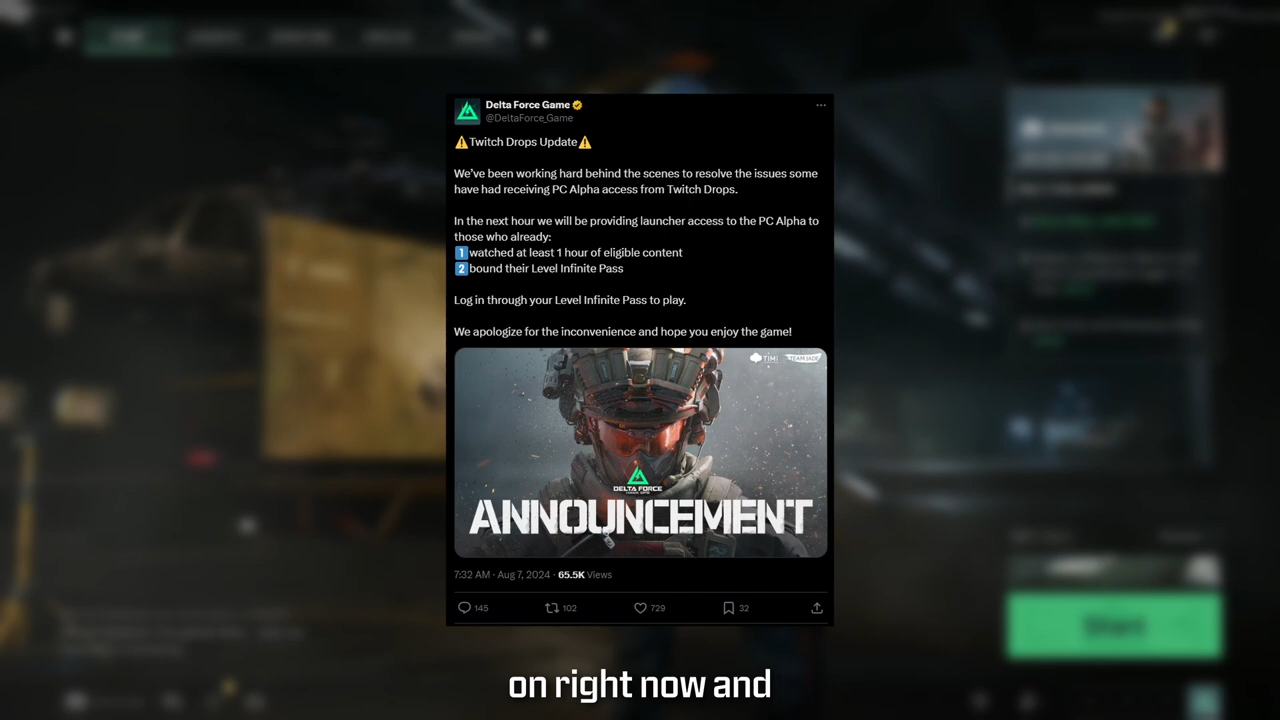 Delta Force Game
@DeltaForce_Game
⚠️Twitch Drops Update⚠️
We've been working hard behind the scenes to resolve the issues some
have had receiving PC Alpha access from Twitch Drops.
In the next hour we will be providing launcher access to the PC Alpha to
those who already:
1️⃣watched at least 1 hour of eligible content
2️⃣bound their Level Infinite Pass
Log in through your Level Infinite Pass to play.
We apologize for the inconvenience and hope you enjoy the game!
TiMi TEAM JADE
DELTA FORCE
ANNOUNCEMENT
7:32 AM · Aug 7, 2024 · 65.5K Views
145 102 729 32
Start
on right now and